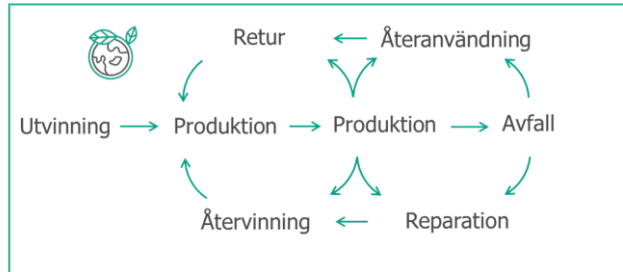 Retur
Återanvändning
Utvinning
Produktion
Produktion
Avfall
Återvinning
Reparation